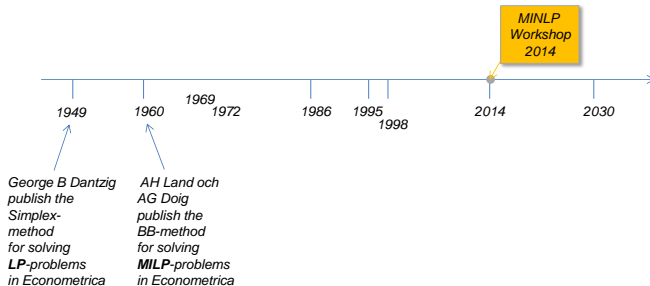 MINLP
Workshop
2014
1949
1960
1969
1972
1986
1995
1998
2014
2030
George B Dantzig
publish the
Simplex-
method
for solving
LP-problems
in Econometrica
AH Land och
AG Doig
publish the
BB-method
for solving
MILP-problems
in Econometrica